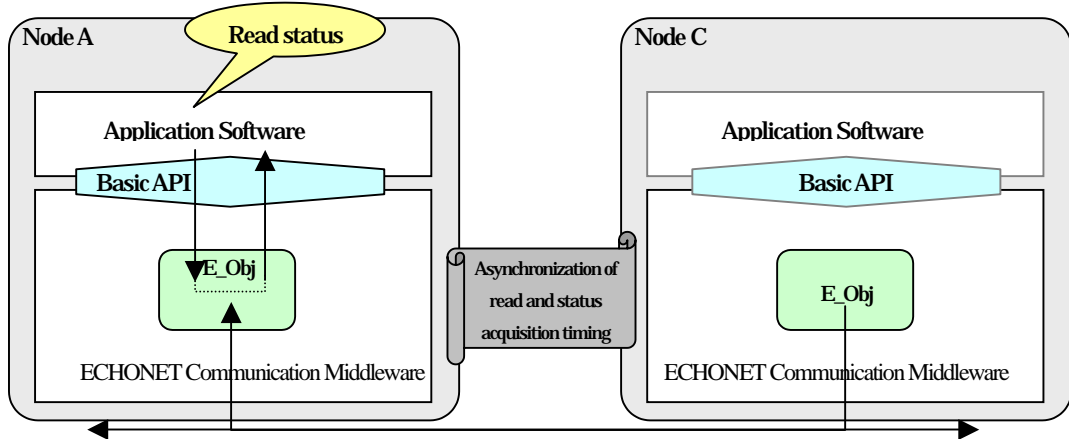 Node A
Read status
Application Software
Basic API
E_Obj
ECHONET Communication Middleware
Asynchronization of
read and status
acquisition timing
Node C
Application Software
Basic API
E_Obj
ECHONET Communication Middleware